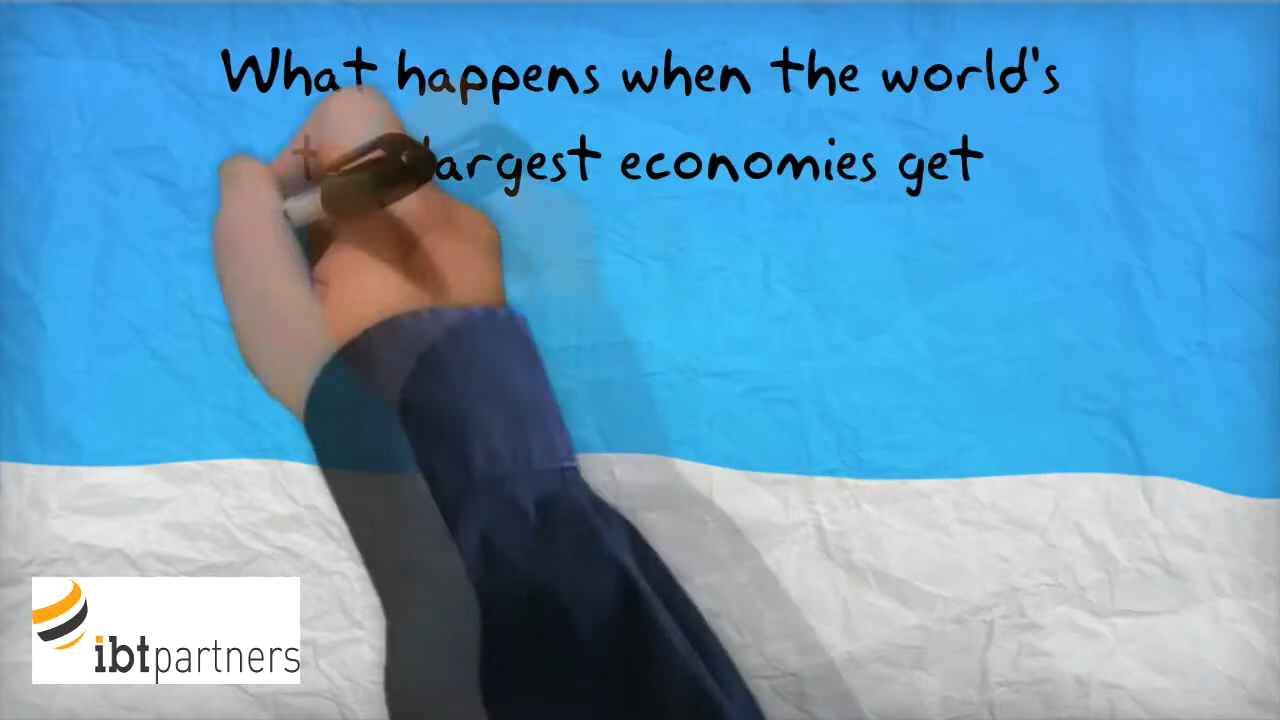 What happens when the world's
largest economies get
ibtpartners